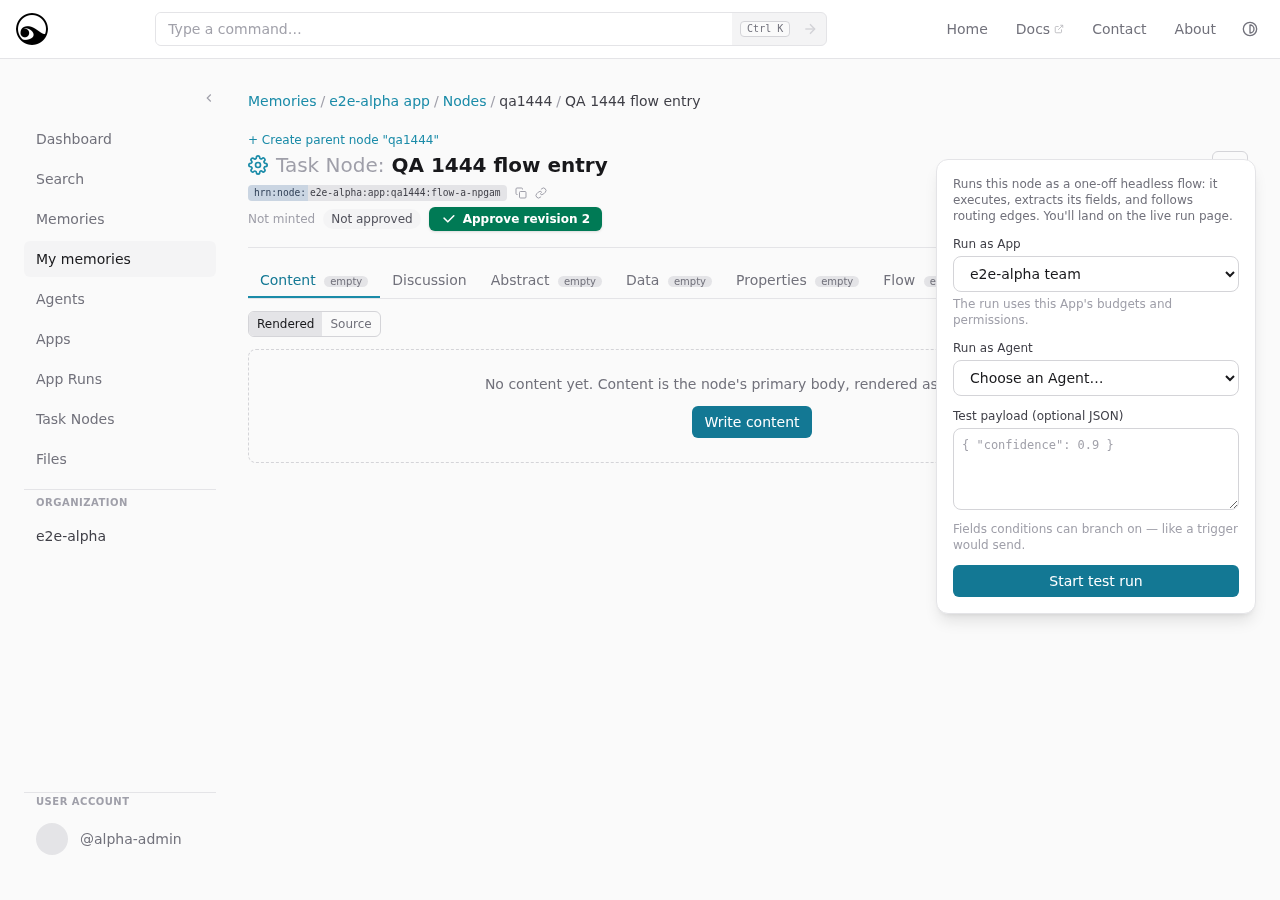 Type a command...
Ctrl K
Home
Docs
Contact
About
Memories / e2e-alpha app / Nodes / qa1444 / QA 1444 flow entry
Dashboard
Search
Memories
My memories
Agents
Apps
App Runs
Task Nodes
Files
ORGANIZATION
e2e-alpha
USER ACCOUNT
@alpha-admin
+ Create parent node "qa1444"
Task Node: QA 1444 flow entry
hrn:node:e2e-alpha:app:qa1444:flow-a-npgam
Not minted Not approved Approve revision 2
Content empty Discussion Abstract empty Data empty Properties empty Flow
Rendered Source
No content yet. Content is the node's primary body, rendered as
Write content
Runs this node as a one-off headless flow: it
executes, extracts its fields, and follows
routing edges. You'll land on the live run page.
Run as App
e2e-alpha team
The run uses this App's budgets and
permissions.
Run as Agent
Choose an Agent...
Test payload (optional JSON)
{ "confidence": 0.9 }
Fields conditions can branch on — like a trigger
would send.
Start test run